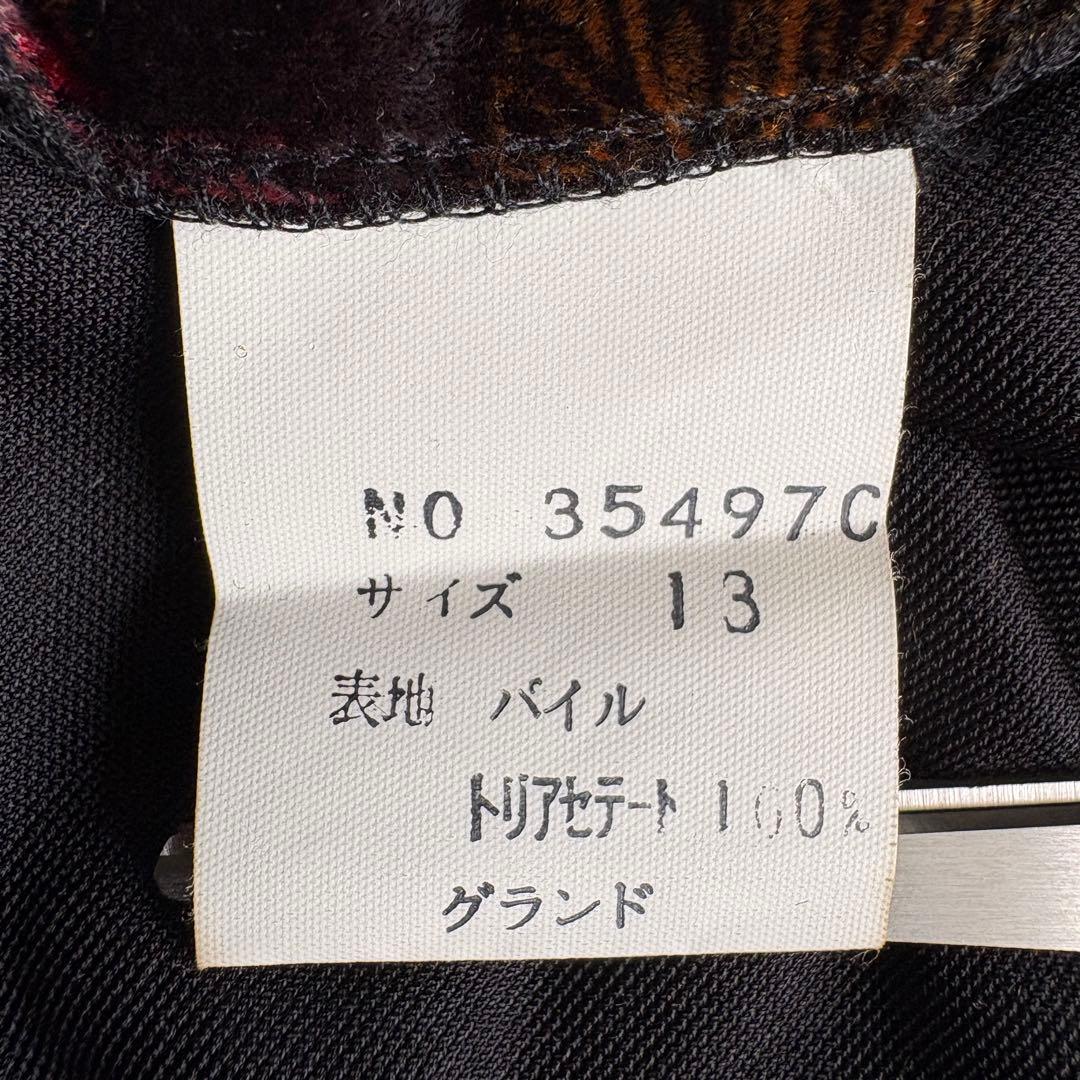 NO 35497C
サイズ 13
表地 パイル
トリアセテート 100%
グランド